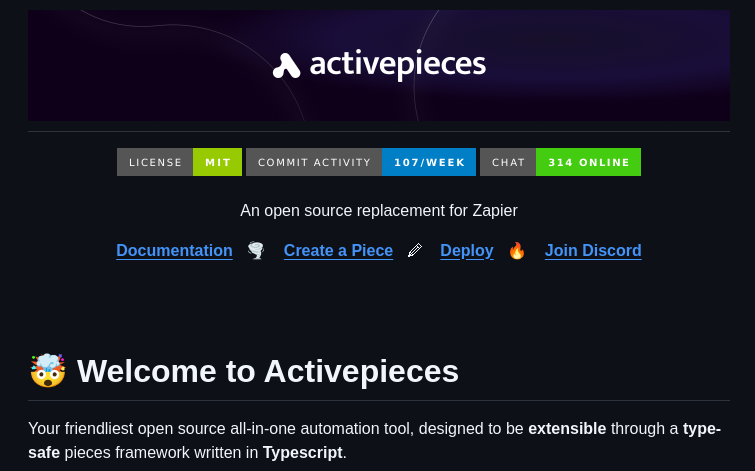 activepieces
LICENSE MIT COMMIT ACTIVITY 107/WEEK CHAT 314 ONLINE
An open source replacement for Zapier
Documentation 🌪️ Create a Piece 🖉 Deploy 🔥 Join Discord
🤯 Welcome to Activepieces
Your friendliest open source all-in-one automation tool, designed to be extensible through a type-
safe pieces framework written in Typescript.